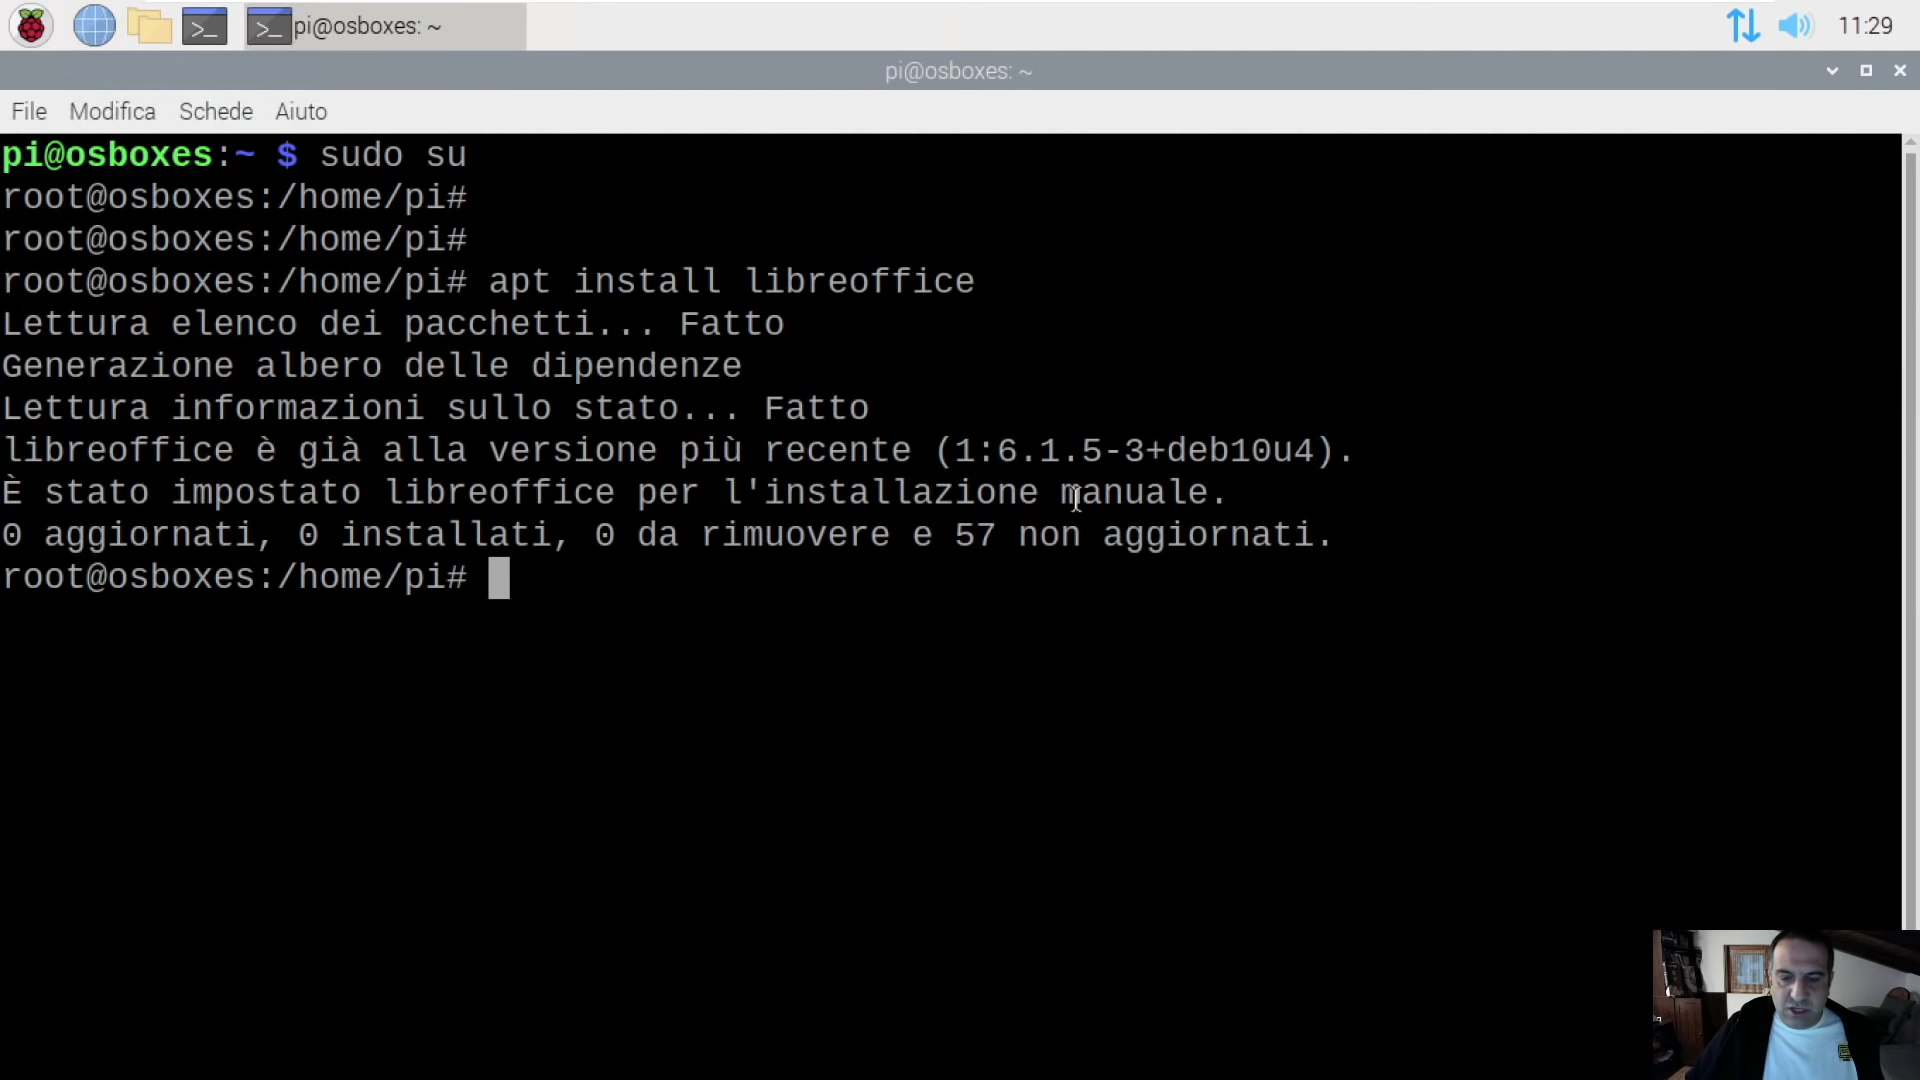 pi@osboxes: ~
11:29
pi@osboxes: ~
File Modifica Schede Aiuto
pi@osboxes:~ $ sudo su
root@osboxes:/home/pi#
root@osboxes:/home/pi#
root@osboxes:/home/pi# apt install libreoffice
Lettura elenco dei pacchetti... Fatto
Generazione albero delle dipendenze
Lettura informazioni sullo stato... Fatto
libreoffice è già alla versione più recente (1:6.1.5-3+deb10u4).
È stato impostato libreoffice per l'installazione manuale.
0 aggiornati, 0 installati, 0 da rimuovere e 57 non aggiornati.
root@osboxes:/home/pi#